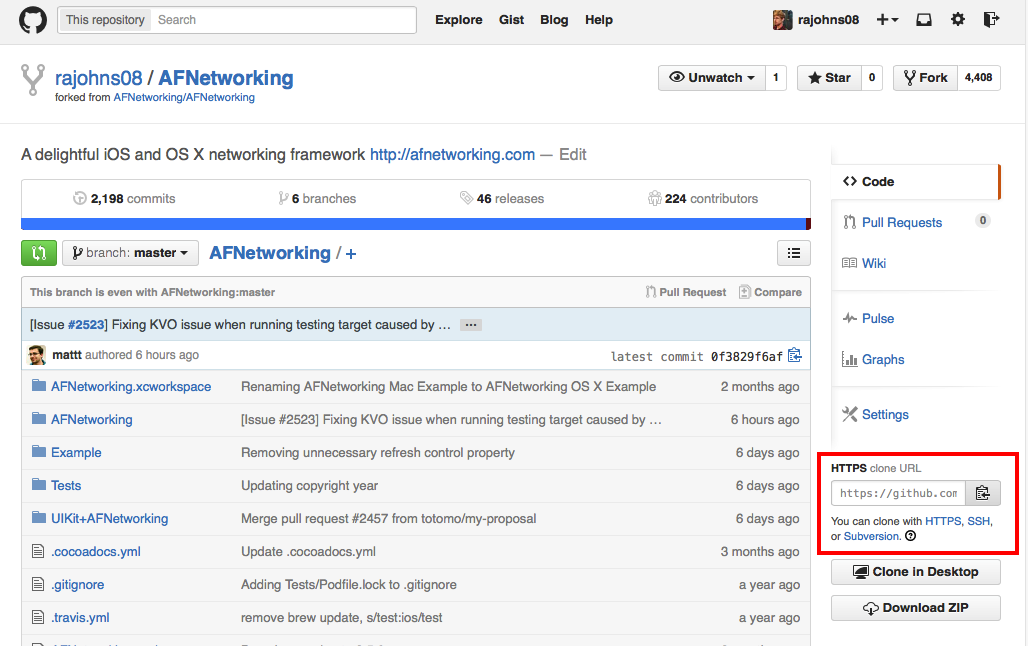 This repository Search Explore Gist Blog Help rajohns08
rajohns08 / AFNetworking Unwatch 1 Star 0 Fork 4,408
forked from AFNetworking/AFNetworking
A delightful iOS and OS X networking framework http://afnetworking.com — Edit
2,198 commits 6 branches 46 releases 224 contributors
branch: master AFNetworking / +
This branch is even with AFNetworking:master Pull Request Compare
[Issue #2523] Fixing KVO issue when running testing target caused by … …
mattt authored 6 hours ago latest commit 0f3829f6af
AFNetworking.xcworkspace Renaming AFNetworking Mac Example to AFNetworking OS X Example 2 months ago
AFNetworking [Issue #2523] Fixing KVO issue when running testing target caused by … 6 hours ago
Example Removing unnecessary refresh control property 6 days ago
Tests Updating copyright year 6 days ago
UIKit+AFNetworking Merge pull request #2457 from totomo/my-proposal 6 days ago
.cocoadocs.yml Update .cocoadocs.yml 3 months ago
.gitignore Adding Tests/Podfile.lock to .gitignore a year ago
.travis.yml remove brew update, s/test:ios/test a year ago
Code
Pull Requests 0
Wiki
Pulse
Graphs
Settings
HTTPS clone URL
https://github.com
You can clone with HTTPS, SSH,
or Subversion.
Clone in Desktop
Download ZIP